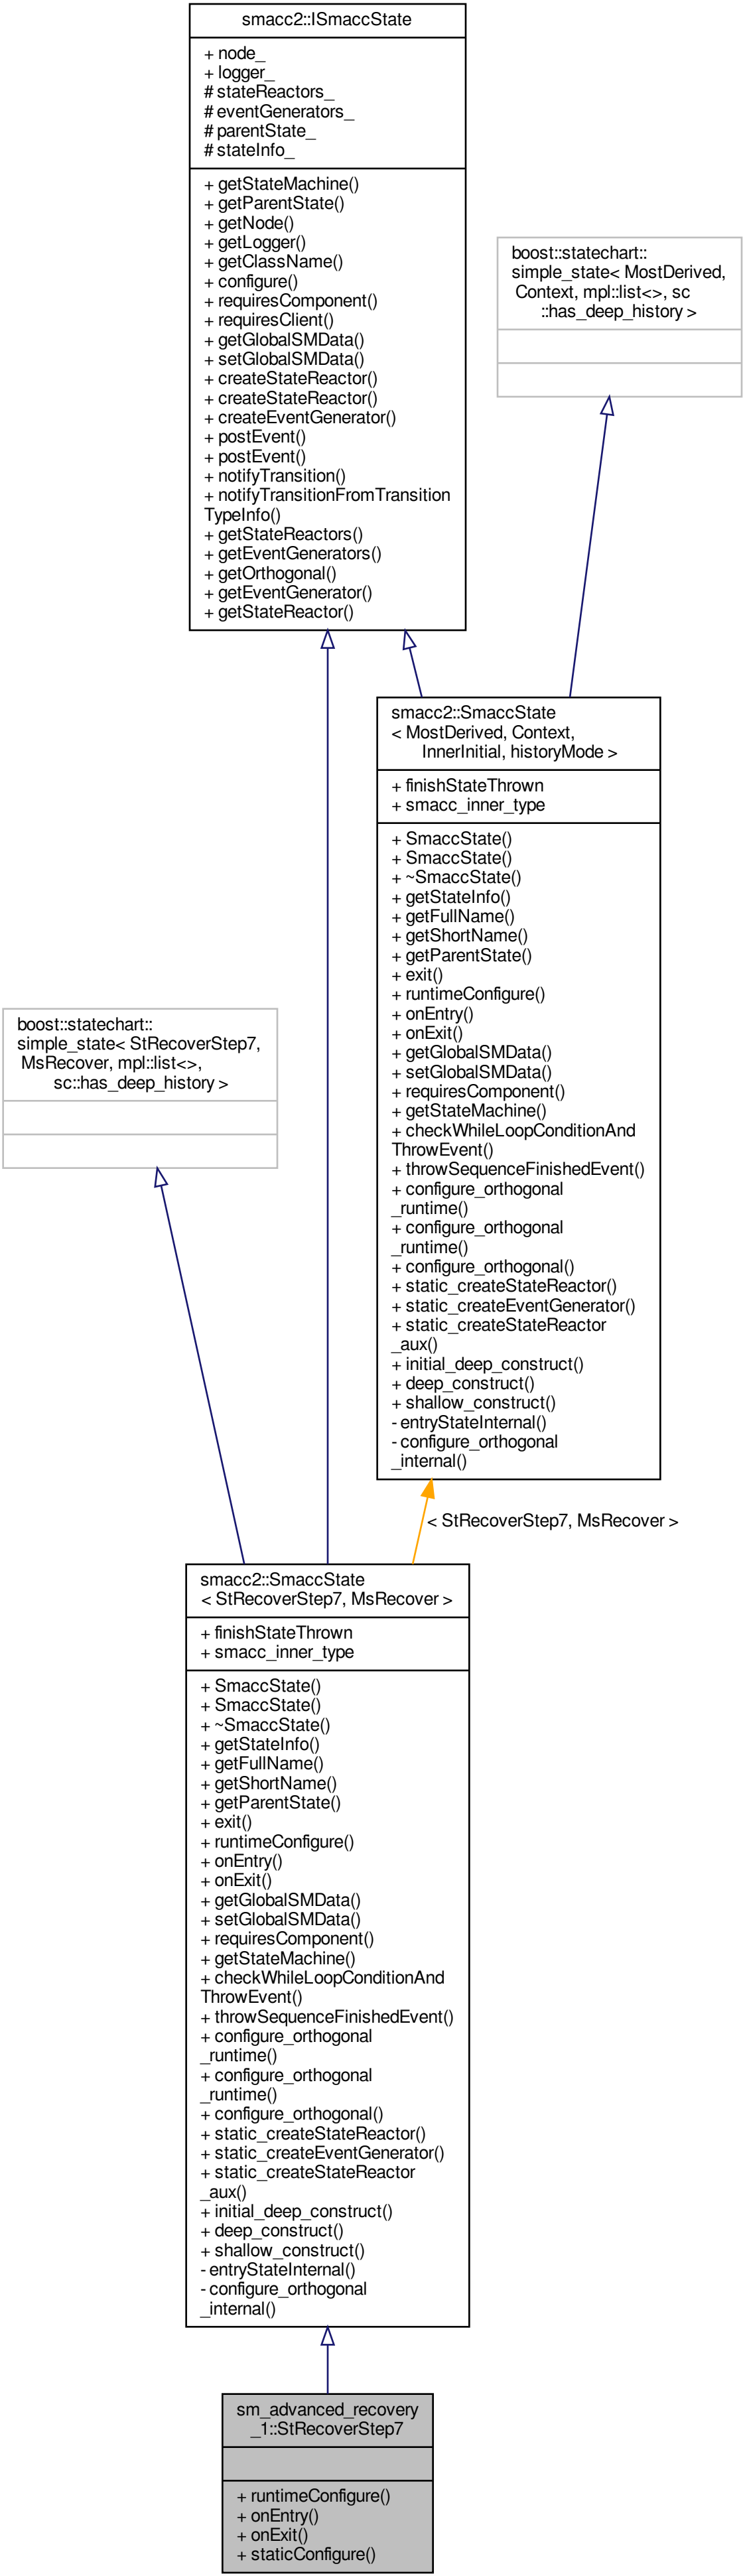 smacc2::ISmaccState
+ node_
+ logger_
# stateReactors_
# eventGenerators_
# parentState_
# stateInfo_
+ getStateMachine()
+ getParentState()
+ getNode()
+ getLogger()
+ getClassName()
+ configure()
+ requiresComponent()
+ requiresClient()
+ getGlobalSMData()
+ setGlobalSMData()
+ createStateReactor()
+ createStateReactor()
+ createEventGenerator()
+ postEvent()
+ postEvent()
+ notifyTransition()
+ notifyTransitionFromTransition
TypeInfo()
+ getStateReactors()
+ getEventGenerators()
+ getOrthogonal()
+ getEventGenerator()
+ getStateReactor()
boost::statechart::
simple_state< MostDerived,
Context, mpl::list<>, sc
::has_deep_history >
smacc2::SmaccState
< MostDerived, Context,
InnerInitial, historyMode >
+ finishStateThrown
+ smacc_inner_type
+ SmaccState()
+ SmaccState()
+ ~SmaccState()
+ getStateInfo()
+ getFullName()
+ getShortName()
+ getParentState()
+ exit()
+ runtimeConfigure()
+ onEntry()
+ onExit()
+ getGlobalSMData()
+ setGlobalSMData()
+ requiresComponent()
+ getStateMachine()
+ checkWhileLoopConditionAnd
ThrowEvent()
+ throwSequenceFinishedEvent()
+ configure_orthogonal
_runtime()
+ configure_orthogonal
_runtime()
+ configure_orthogonal()
+ static_createStateReactor()
+ static_createEventGenerator()
+ static_createStateReactor
_aux()
+ initial_deep_construct()
+ deep_construct()
+ shallow_construct()
- entryStateInternal()
- configure_orthogonal
_internal()
boost::statechart::
simple_state< StRecoverStep7,
MsRecover, mpl::list<>,
sc::has_deep_history >
< StRecoverStep7, MsRecover >
smacc2::SmaccState
< StRecoverStep7, MsRecover >
+ finishStateThrown
+ smacc_inner_type
+ SmaccState()
+ SmaccState()
+ ~SmaccState()
+ getStateInfo()
+ getFullName()
+ getShortName()
+ getParentState()
+ exit()
+ runtimeConfigure()
+ onEntry()
+ onExit()
+ getGlobalSMData()
+ setGlobalSMData()
+ requiresComponent()
+ getStateMachine()
+ checkWhileLoopConditionAnd
ThrowEvent()
+ throwSequenceFinishedEvent()
+ configure_orthogonal
_runtime()
+ configure_orthogonal
_runtime()
+ configure_orthogonal()
+ static_createStateReactor()
+ static_createEventGenerator()
+ static_createStateReactor
_aux()
+ initial_deep_construct()
+ deep_construct()
+ shallow_construct()
- entryStateInternal()
- configure_orthogonal
_internal()
sm_advanced_recovery
_1::StRecoverStep7
+ runtimeConfigure()
+ onEntry()
+ onExit()
+ staticConfigure()